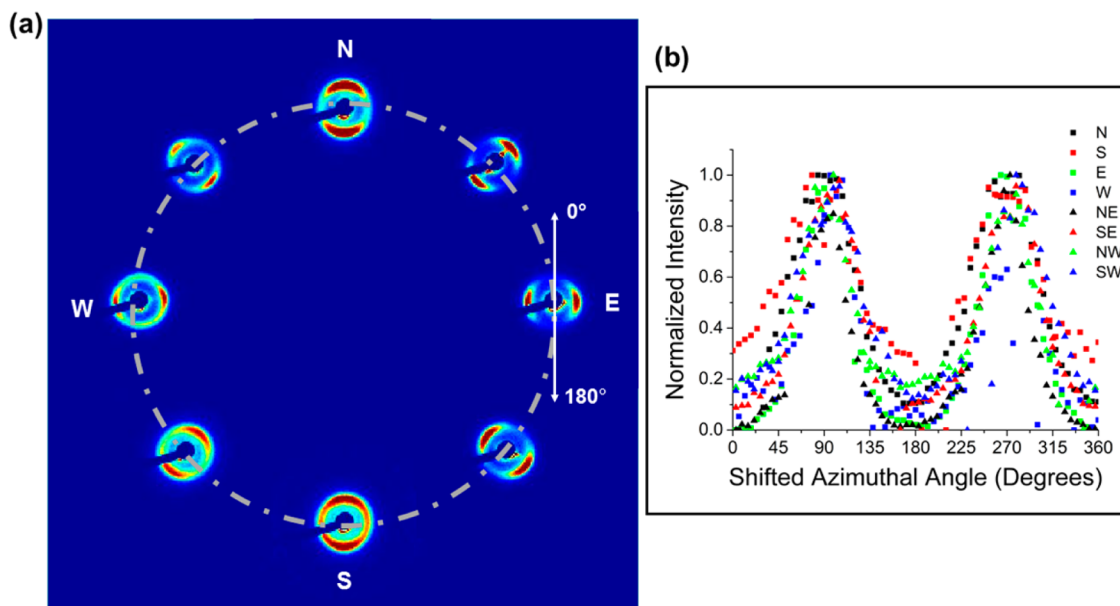 (a)
N
0°
W
E
180°
S
(b)
1.0
0.8
0.6
0.4
0.2
0.0
0 45 90 135 180 225 270 315 360
Normalized Intensity
Shifted Azimuthal Angle (Degrees)
N
S
E
W
NE
SE
NW
SW